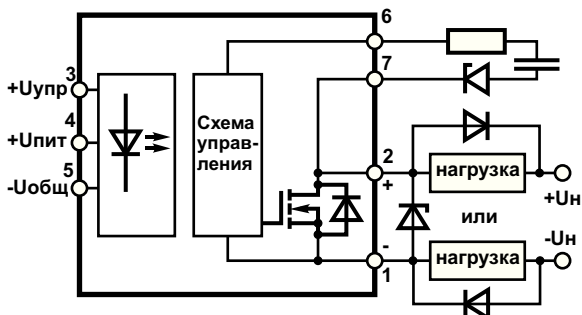 6
7
3
+Uупр
4
+Uпит
5
-Uобщ
Схема
управ-
ления
2
+
нагрузка
+Uн
или
-
1
нагрузка
-Uн